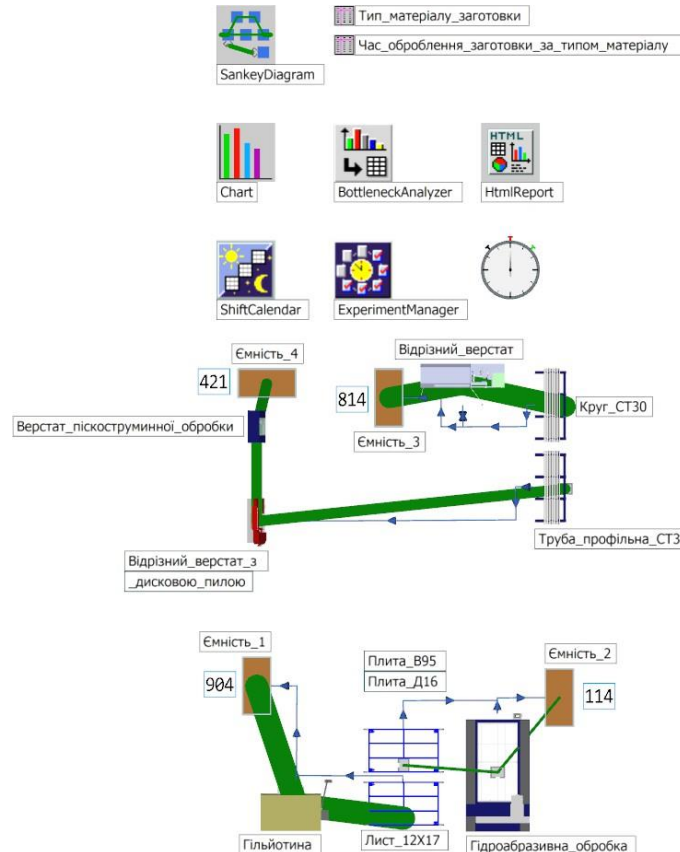 Тип_матеріалу_заготовки
Час_оброблення_заготовки_за_типом_матеріалу
SankeyDiagram
HTML
Chart
BottleneckAnalyzer
HtmlReport
ShiftCalendar
ExperimentManager
Ємність_4
Відрізний_верстат
421
814
Круг_СТ30
Верстат_піскоструминної_обробки
Ємність_3
Труба_профільна_СТ3
Відрізний_верстат_з
_дисковою_пилою
Ємність_1
Плита_В95
Ємність_2
Плита_Д16
904
114
Гільйотина
Лист_12Х17
Гідроабразивна_обробка